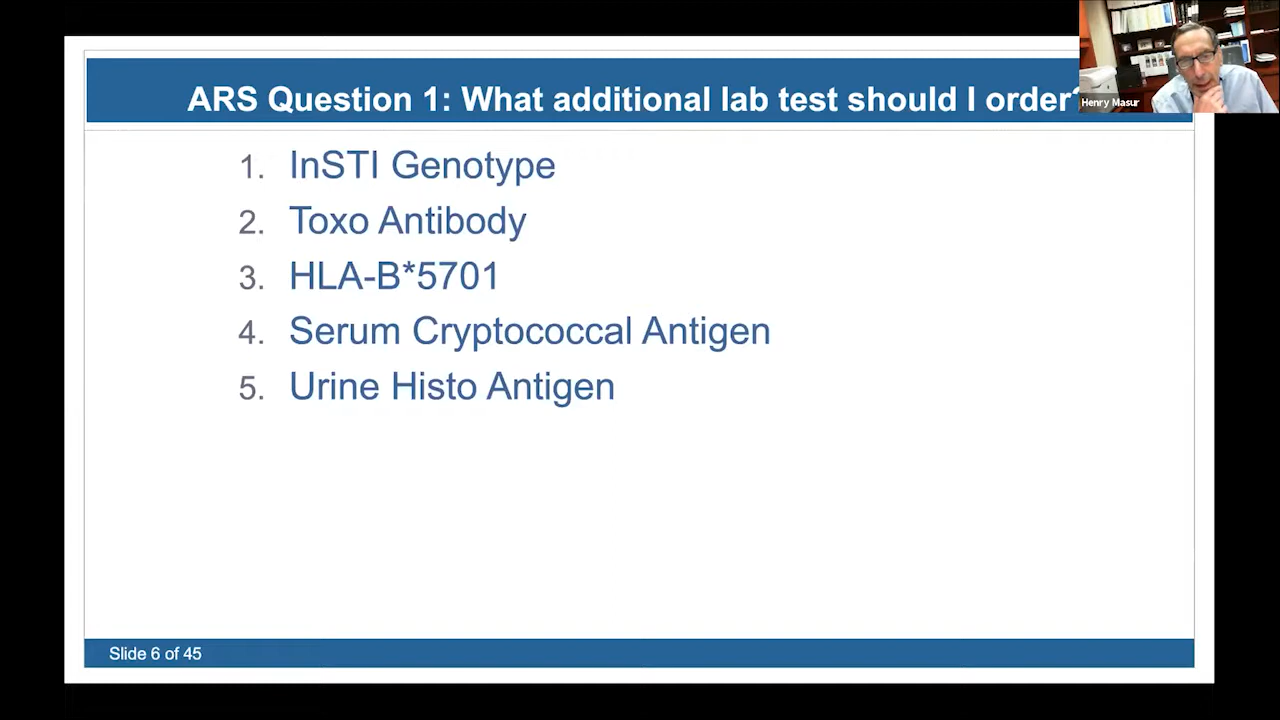 ARS Question 1: What additional lab test should I order?
Henry Masur
1. InSTI Genotype
2. Toxo Antibody
3. HLA-B*5701
4. Serum Cryptococcal Antigen
5. Urine Histo Antigen
Slide 6 of 45